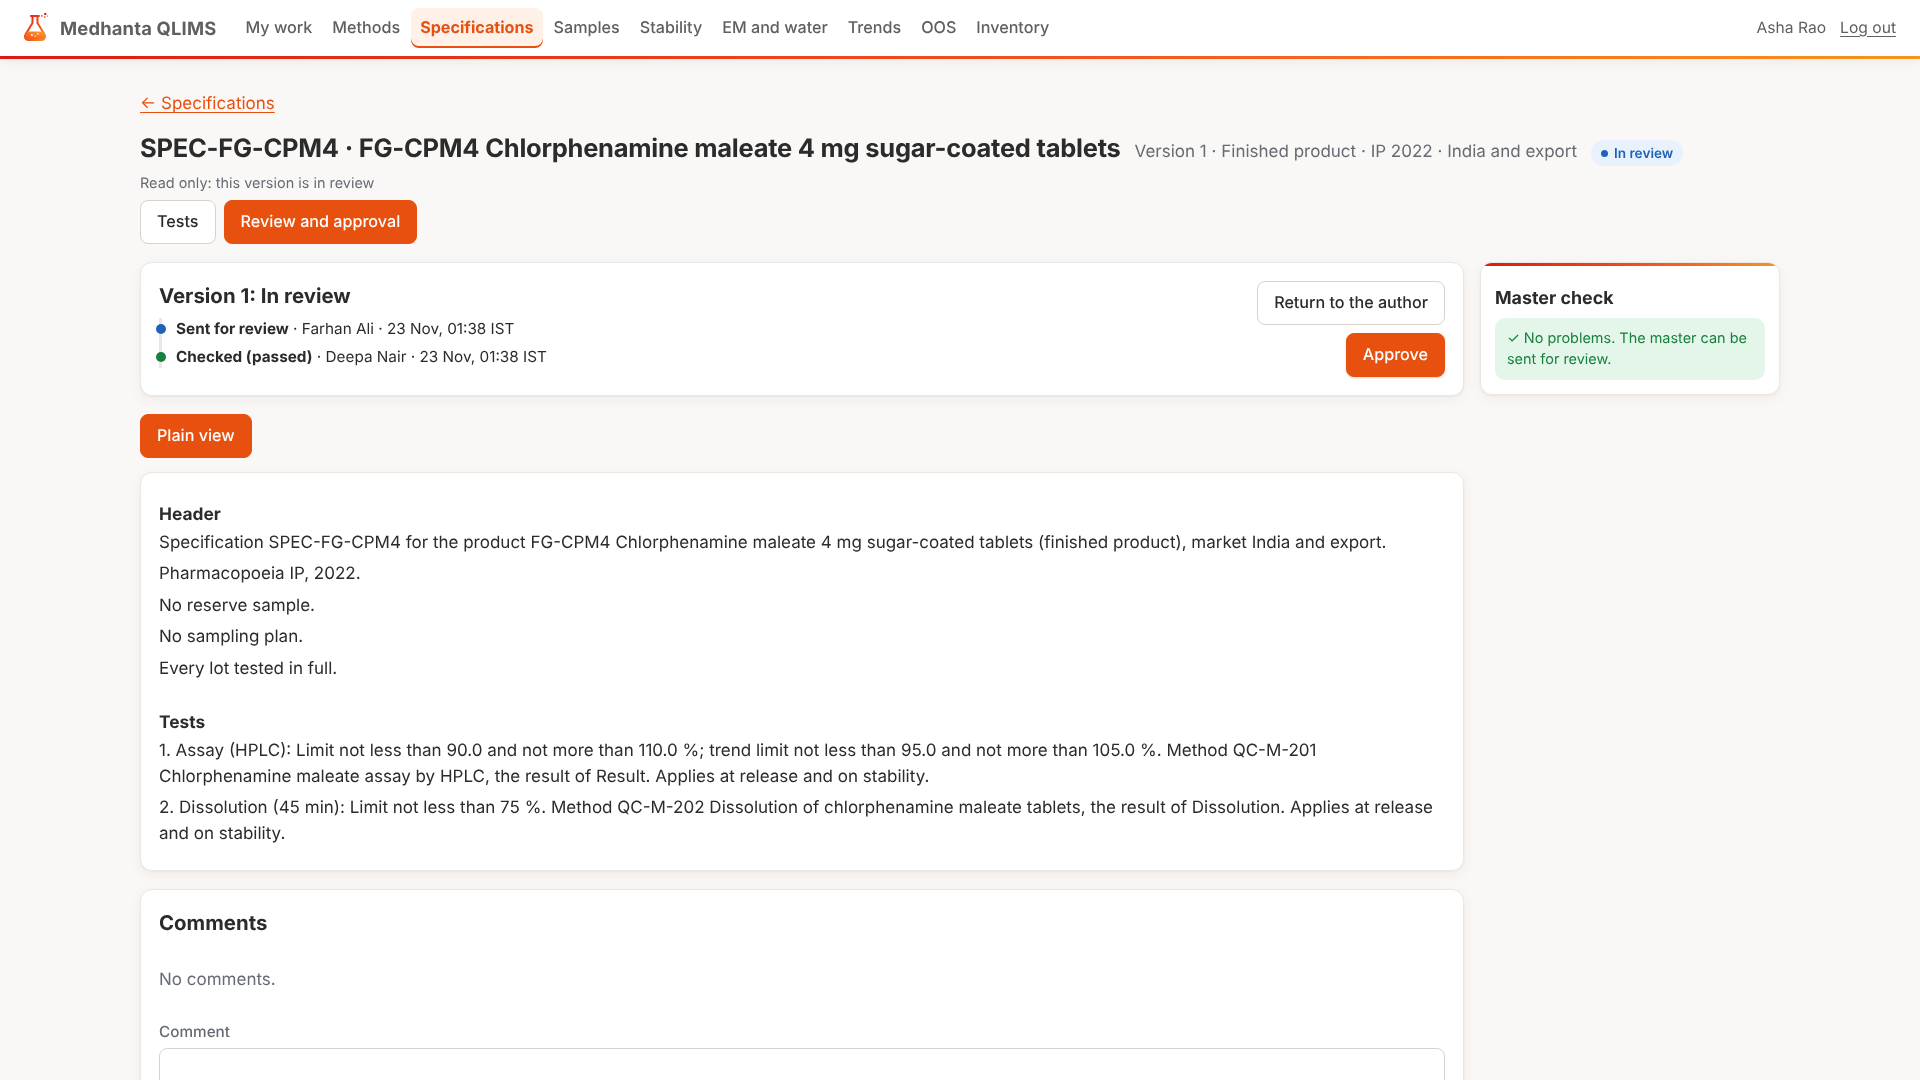 Medhanta QLIMS
My work
Methods
Specifications
Samples
Stability
EM and water
Trends
OOS
Inventory
Asha Rao
Log out
← Specifications
SPEC-FG-CPM4 · FG-CPM4 Chlorphenamine maleate 4 mg sugar-coated tablets
Version 1 · Finished product · IP 2022 · India and export
In review
Read only: this version is in review
Tests
Review and approval
Version 1: In review
Sent for review · Farhan Ali · 23 Nov, 01:38 IST
Checked (passed) · Deepa Nair · 23 Nov, 01:38 IST
Return to the author
Approve
Master check
✓ No problems. The master can be
sent for review.
Plain view
Header
Specification SPEC-FG-CPM4 for the product FG-CPM4 Chlorphenamine maleate 4 mg sugar-coated tablets (finished product), market India and export.
Pharmacopoeia IP, 2022.
No reserve sample.
No sampling plan.
Every lot tested in full.
Tests
1. Assay (HPLC): Limit not less than 90.0 and not more than 110.0 %; trend limit not less than 95.0 and not more than 105.0 %. Method QC-M-201
Chlorphenamine maleate assay by HPLC, the result of Result. Applies at release and on stability.
2. Dissolution (45 min): Limit not less than 75 %. Method QC-M-202 Dissolution of chlorphenamine maleate tablets, the result of Dissolution. Applies at release
and on stability.
Comments
No comments.
Comment